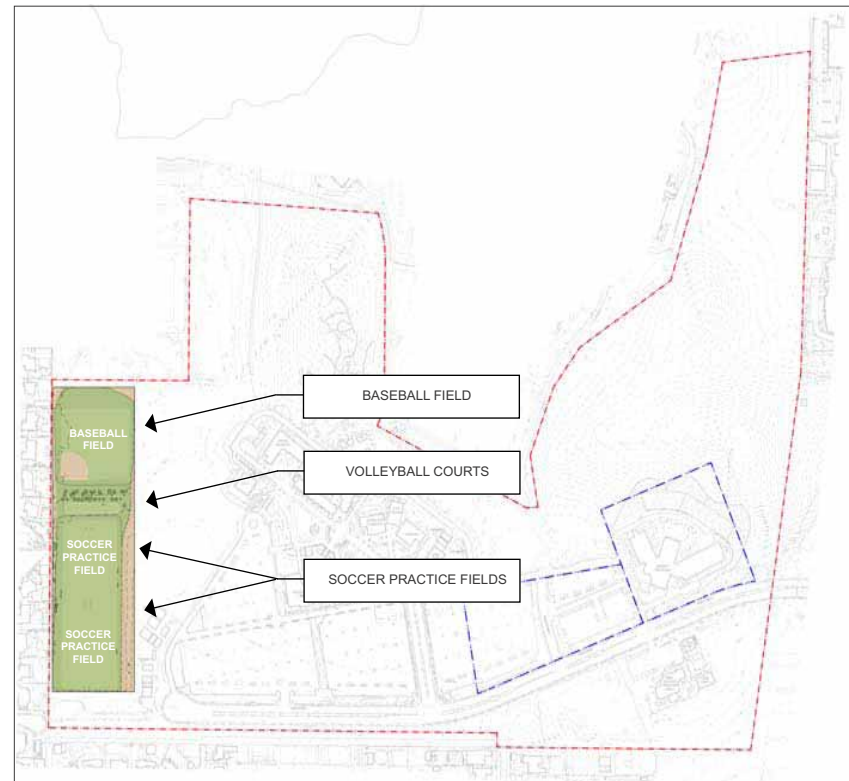 BASEBALL FIELD
BASEBALL
FIELD
VOLLEYBALL COURTS
SOCCER
PRACTICE
FIELD
SOCCER PRACTICE FIELDS
SOCCER
PRACTICE
FIELD